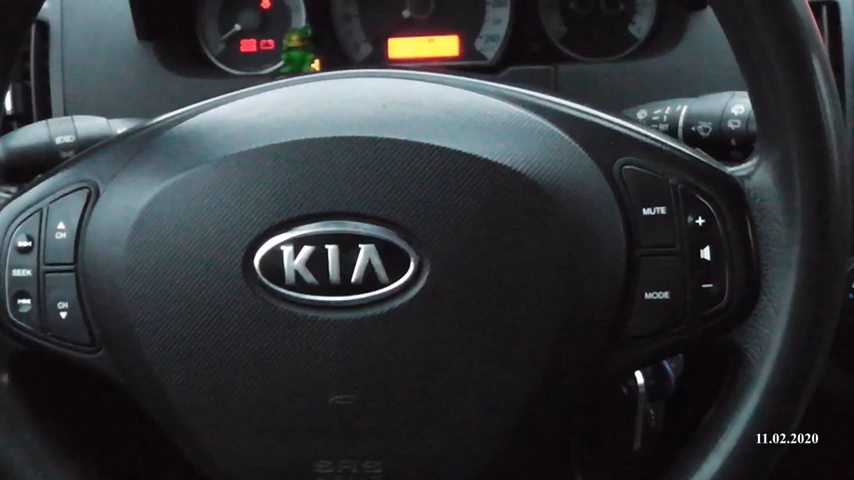 CH
SEEK
CH
KIA
MUTE
MODE
+
−
SRS
11.02.2020